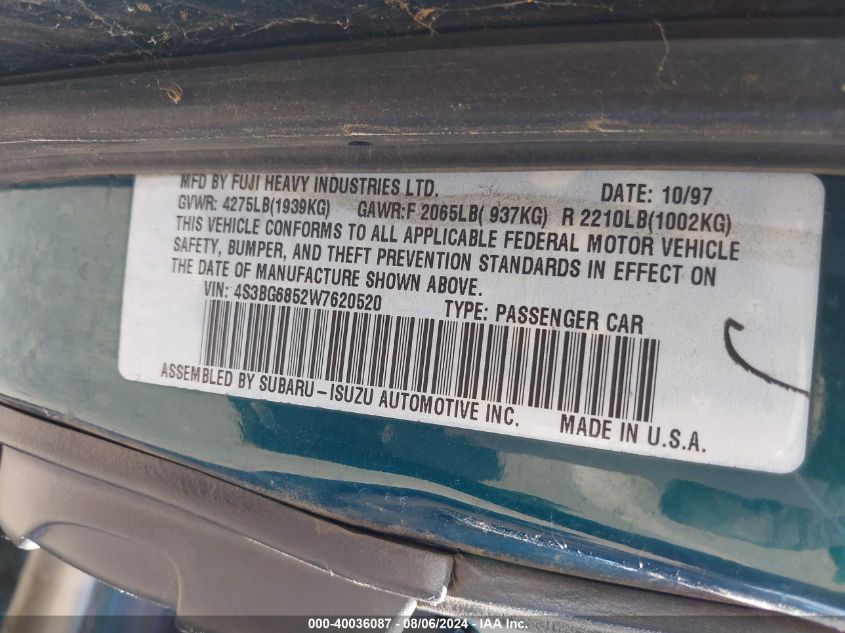 MFD BY FUJI HEAVY INDUSTRIES LTD. DATE: 10/97
GVWR: 4275LB(1939KG) GAWR:F 2065LB( 937KG) R 2210LB(1002KG)
THIS VEHICLE CONFORMS TO ALL APPLICABLE FEDERAL MOTOR VEHICLE
SAFETY, BUMPER, AND THEFT PREVENTION STANDARDS IN EFFECT ON
THE DATE OF MANUFACTURE SHOWN ABOVE.
VIN: 4S3BG6852W7620520 TYPE: PASSENGER CAR
ASSEMBLED BY SUBARU-ISUZU AUTOMOTIVE INC. MADE IN U.S.A.
000-40036087 - 08/06/2024 - IAA Inc.